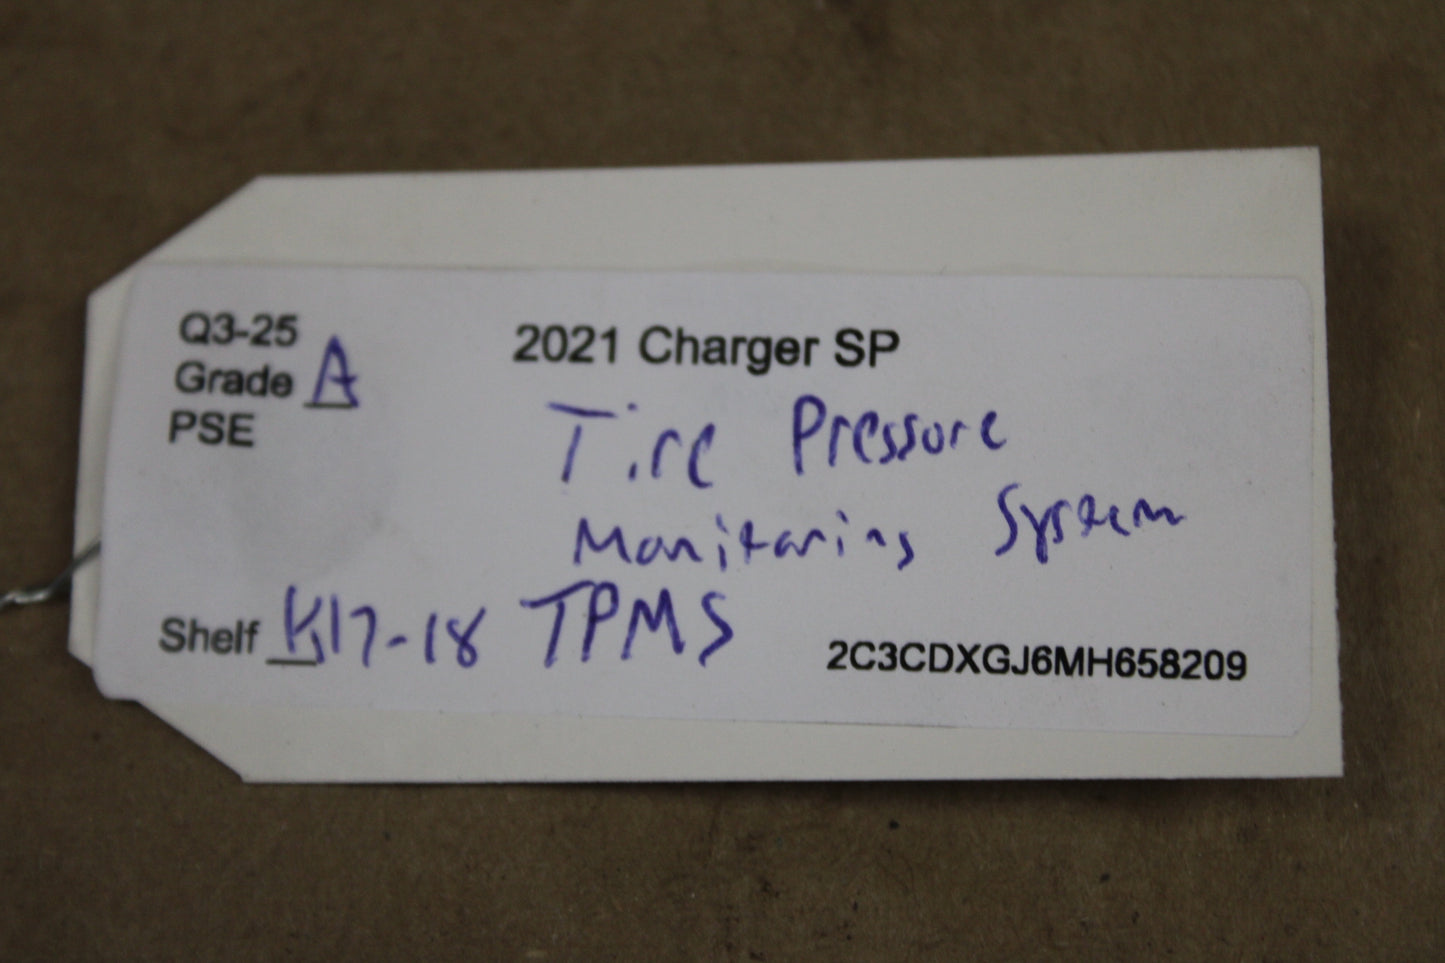 Q3-25
2021 Charger SP
Grade A
PSE
Tire Pressure
Monitoring System
Shelf K17-18 TPMS
2C3CDXGJ6MH658209